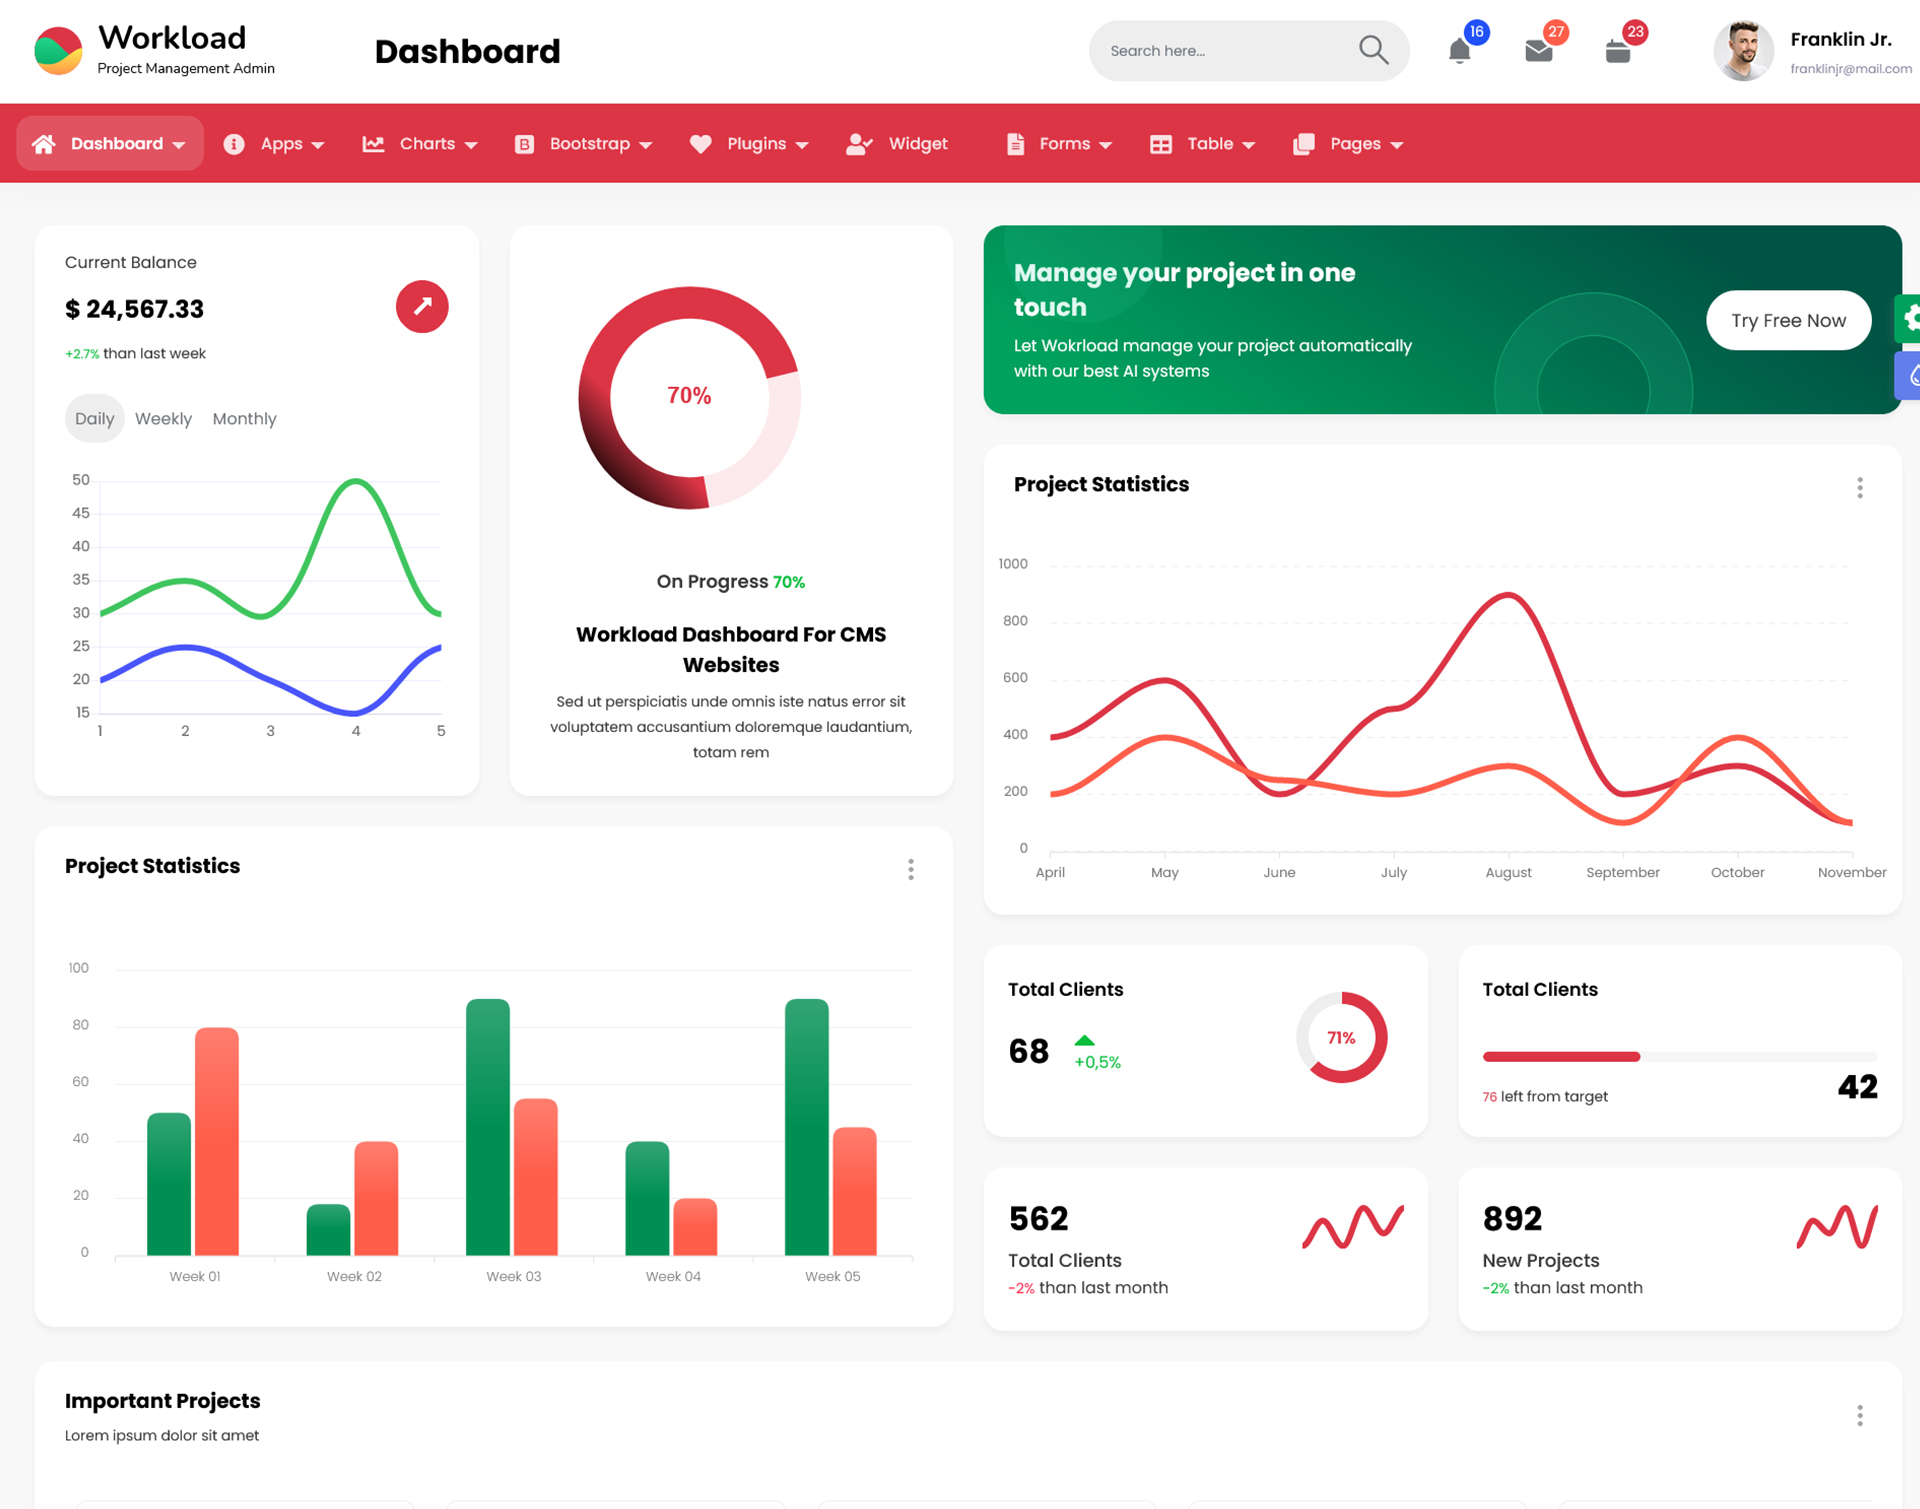 Workload
Project Management Admin
Dashboard
Search here...
16
27
23
Franklin Jr.
franklinjr@mail.com
Dashboard
Apps
Charts
B
Bootstrap
Plugins
Widget
Forms
Table
Pages
Current Balance
$ 24,567.33
+2.7% than last week
Daily
Weekly
Monthly
50
45
40
35
30
25
20
15
1
2
3
4
5
70%
On Progress 70%
Workload Dashboard For CMS
Websites
Sed ut perspiciatis unde omnis iste natus error sit
voluptatem accusantium doloremque laudantium,
totam rem
Manage your project in one
touch
Let Wokrload manage your project automatically
with our best AI systems
Try Free Now
Project Statistics
1000
800
600
400
200
0
April
May
June
July
August
September
October
November
Project Statistics
100
80
60
40
20
0
Week 01
Week 02
Week 03
Week 04
Week 05
Total Clients
68
+0,5%
71%
Total Clients
76 left from target
42
562
Total Clients
-2% than last month
892
New Projects
-2% than last month
Important Projects
Lorem ipsum dolor sit amet